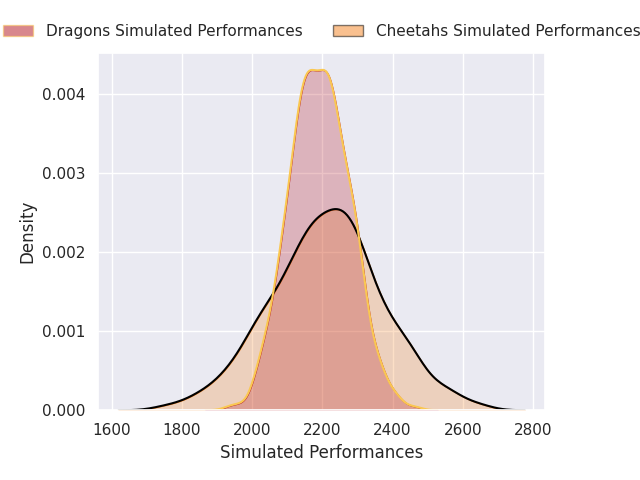 Dragons Simulated Performances Cheetahs Simulated Performances
0.004
0.003
0.002
0.001
0.000
Density
1600 1800 2000 2200 2400 2600 2800
Simulated Performances